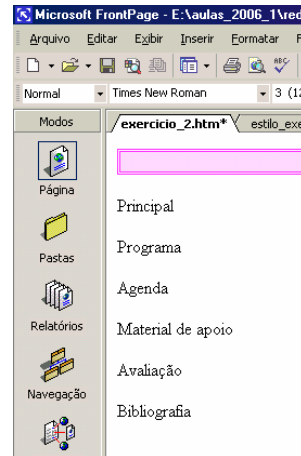 Microsoft FrontPage - E:\aulas_2006_1\red
Arquivo Editar Exibir Inserir Formatar F
Normal Times New Roman 3 (12
Modos exercicio_2.htm* estilo_exe
Página
Principal
Programa
Pastas
Agenda
Relatórios
Material de apoio
Avaliação
Navegação
Bibliografia